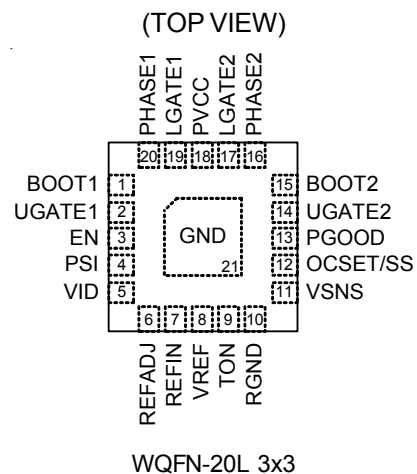 (TOP VIEW)
PHASE1
LGATE1
PVCC
LGATE2
PHASE2
20 19 18 17 16
BOOT1 1
UGATE1 2
EN 3
PSI 4
VID 5
GND
21
15 BOOT2
14 UGATE2
13 PGOOD
12 OCSET/SS
11 VSNS
6 7 8 9 10
REFADJ
REFIN
VREF
TON
RGND
WQFN-20L 3x3